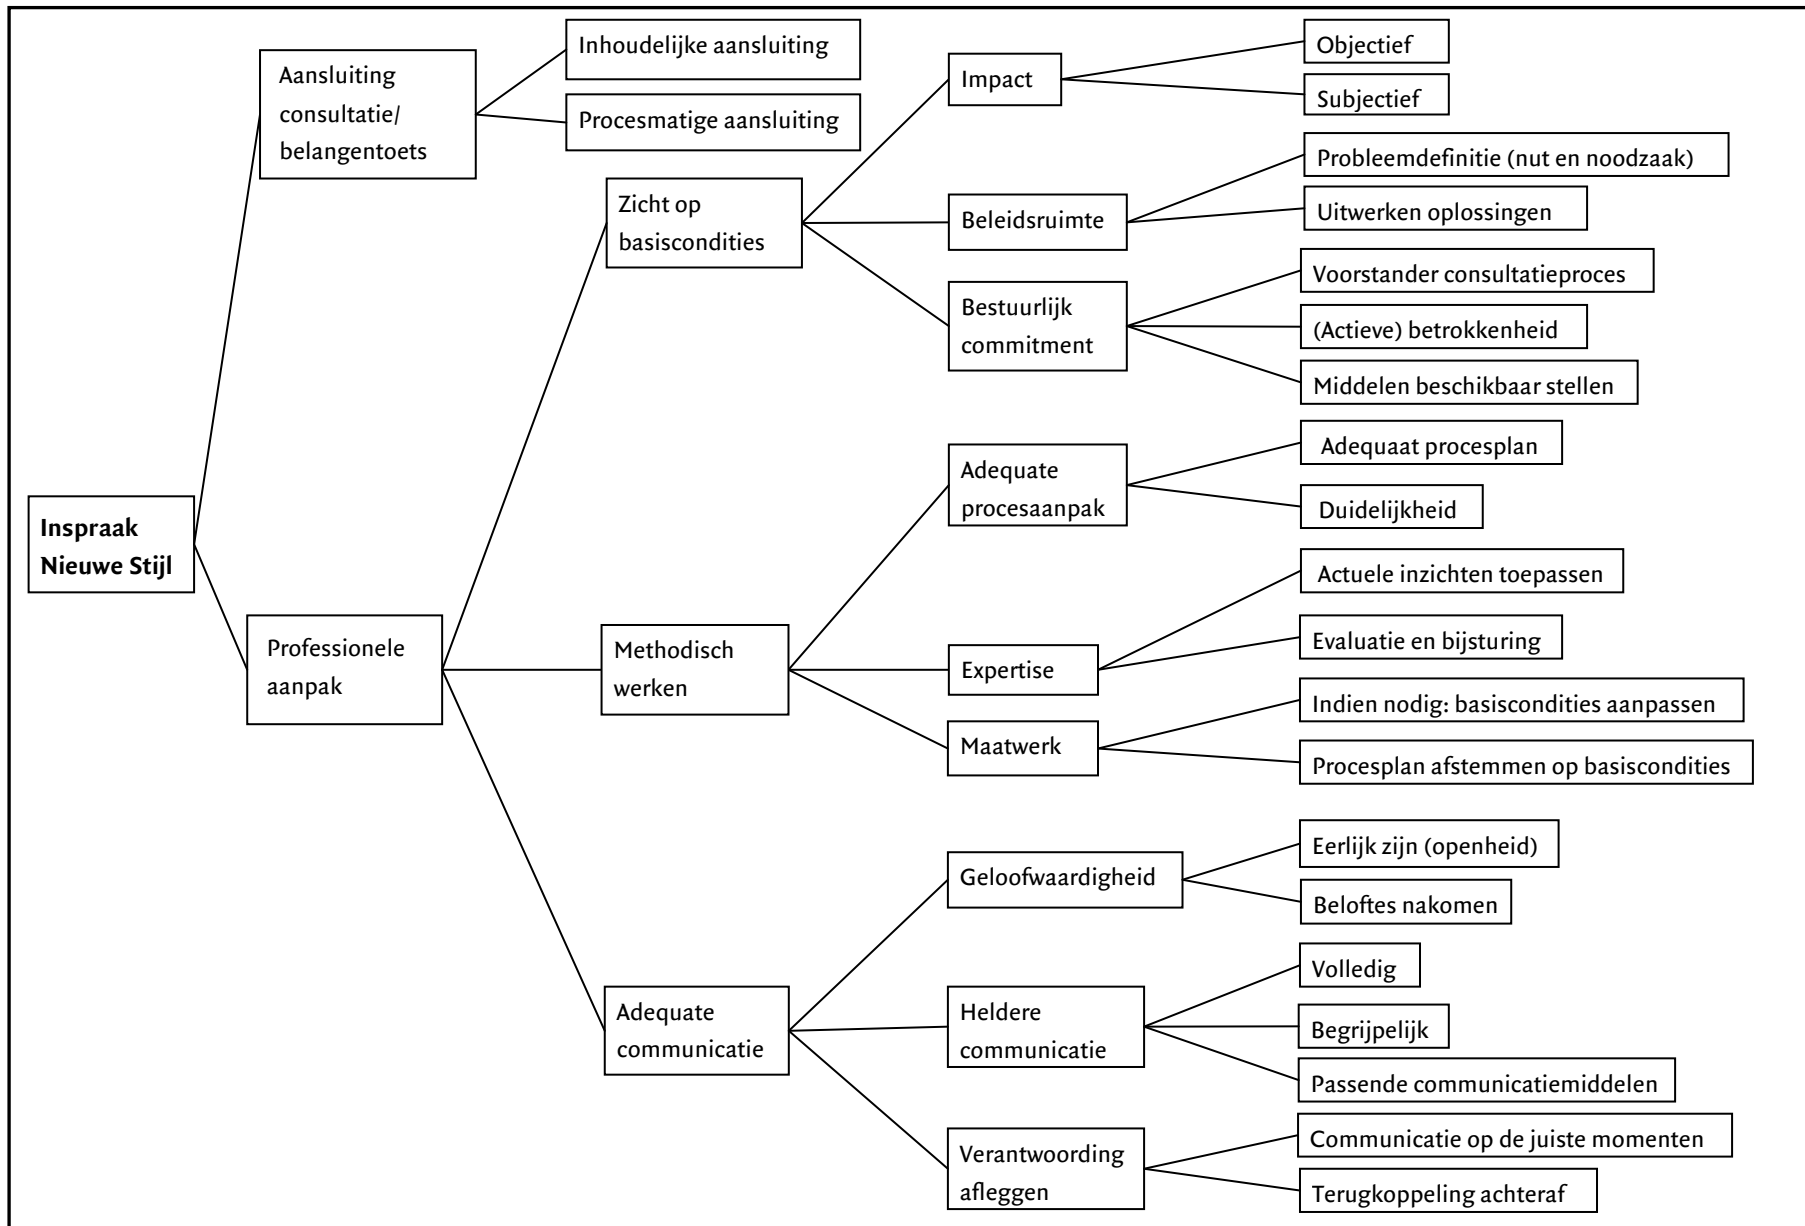 Inspraak
Nieuwe Stijl
Aansluiting
consultatie/
belangentoets
Inhoudelijke aansluiting
Procesmatige aansluiting
Professionele
aanpak
Zicht op
basiscondities
Impact
Objectief
Subjectief
Beleidsruimte
Probleemdefinitie (nut en noodzaak)
Uitwerken oplossingen
Bestuurlijk
commitment
Voorstander consultatieproces
(Actieve) betrokkenheid
Middelen beschikbaar stellen
Methodisch
werken
Adequate
procesaanpak
Adequaat procesplan
Duidelijkheid
Expertise
Actuele inzichten toepassen
Evaluatie en bijsturing
Maatwerk
Indien nodig: basiscondities aanpassen
Procesplan afstemmen op basiscondities
Adequate
communicatie
Geloofwaardigheid
Eerlijk zijn (openheid)
Beloftes nakomen
Heldere
communicatie
Volledig
Begrijpelijk
Passende communicatiemiddelen
Verantwoording
afleggen
Communicatie op de juiste momenten
Terugkoppeling achteraf